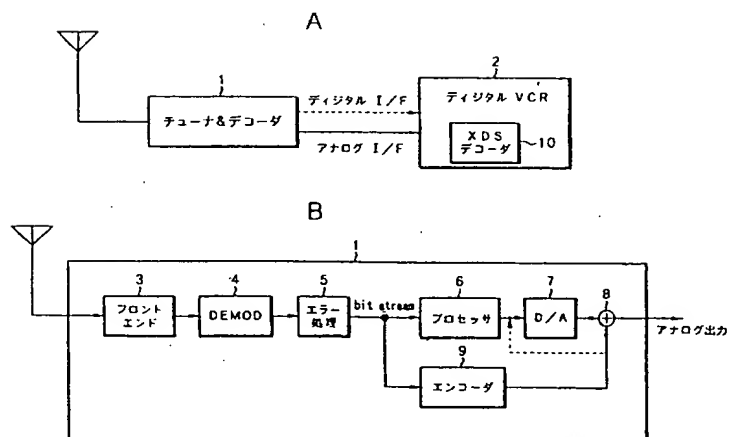 A
1
チューナ&デコーダ
ディジタル I/F
アナログ I/F
2
ディジタル VCR
XDS
デコーダ
10
B
1
3
フロント
エンド
4
DEMOD
5
エラー
処理
bit stream
6
プロセッサ
7
D/A
8
アナログ出力
9
エンコーダ